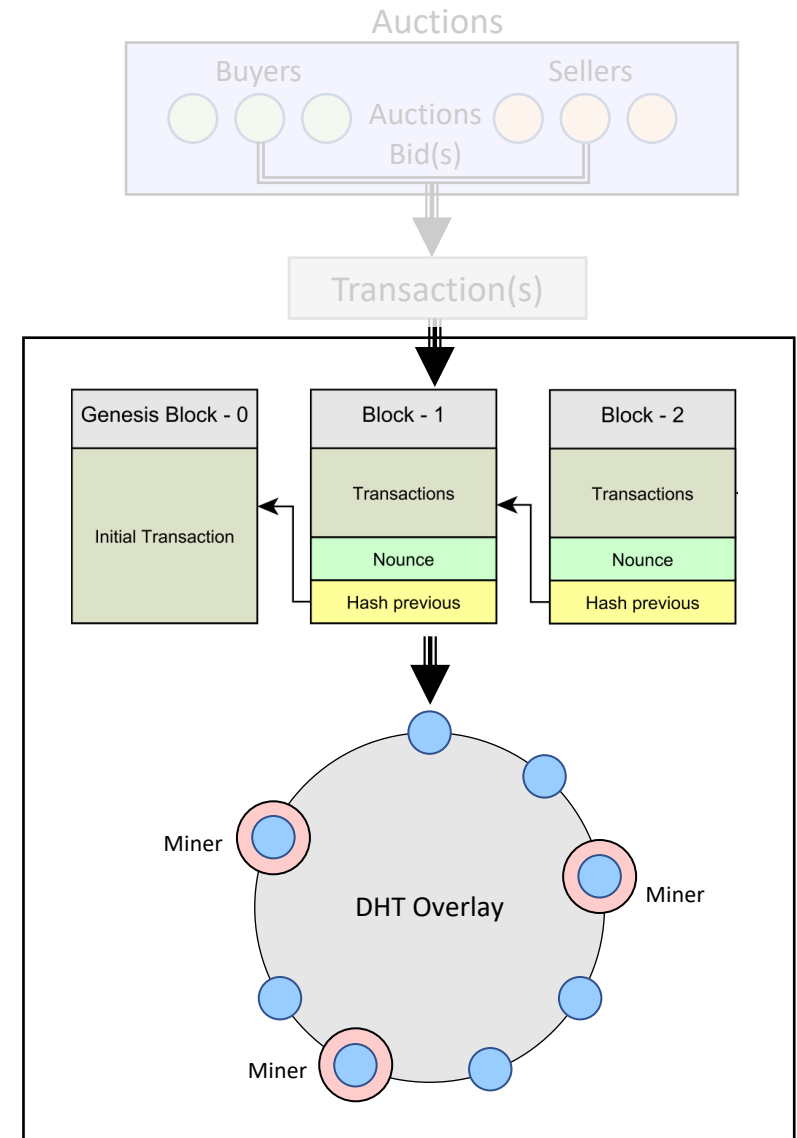 Auctions
Buyers
Sellers
Auctions
Bid(s)
Transaction(s)
Genesis Block - 0
Block - 1
Block - 2
Initial Transaction
Transactions
Transactions
Nounce
Nounce
Hash previous
Hash previous
Miner
DHT Overlay
Miner
Miner